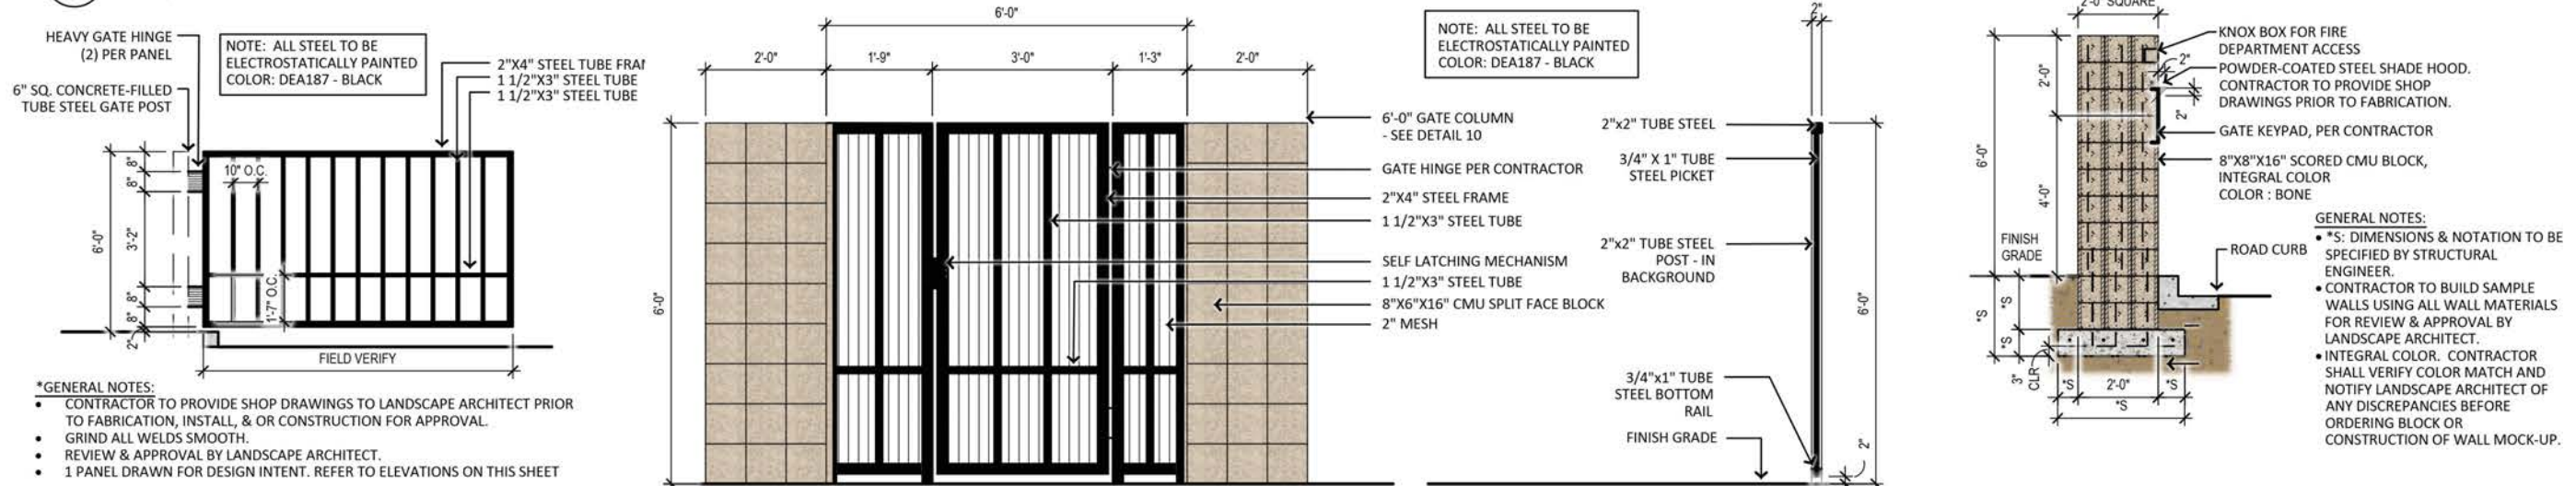 HEAVY GATE HINGE
(2) PER PANEL
6" SQ. CONCRETE-FILLED
TUBE STEEL GATE POST
NOTE: ALL STEEL TO BE
ELECTROSTATICALLY PAINTED
COLOR: DEA187 - BLACK
2"X4" STEEL TUBE FRAM
1 1/2"X3" STEEL TUBE
1 1/2"X3" STEEL TUBE
10" O.C.
8"
8"
6'-0"
3'-2"
8"
8"
2"
1'-7" O.C.
FIELD VERIFY
*GENERAL NOTES:
• CONTRACTOR TO PROVIDE SHOP DRAWINGS TO LANDSCAPE ARCHITECT PRIOR
TO FABRICATION, INSTALL, & OR CONSTRUCTION FOR APPROVAL.
• GRIND ALL WELDS SMOOTH.
• REVIEW & APPROVAL BY LANDSCAPE ARCHITECT.
• 1 PANEL DRAWN FOR DESIGN INTENT. REFER TO ELEVATIONS ON THIS SHEET
6'-0"
2'-0"
1'-9"
3'-0"
1'-3"
2'-0"
6'-0"
6'-0" GATE COLUMN
- SEE DETAIL 10
GATE HINGE PER CONTRACTOR
2"X4" STEEL FRAME
1 1/2"X3" STEEL TUBE
SELF LATCHING MECHANISM
1 1/2"X3" STEEL TUBE
8"X6"X16" CMU SPLIT FACE BLOCK
2" MESH
NOTE: ALL STEEL TO BE
ELECTROSTATICALLY PAINTED
COLOR: DEA187 - BLACK
2"
2"x2" TUBE STEEL
3/4" X 1" TUBE
STEEL PICKET
2"x2" TUBE STEEL
POST - IN
BACKGROUND
3/4"x1" TUBE
STEEL BOTTOM
RAIL
FINISH GRADE
6'-0"
2"
2'-0" SQUARE
KNOX BOX FOR FIRE
DEPARTMENT ACCESS
2"
POWDER-COATED STEEL SHADE HOOD.
CONTRACTOR TO PROVIDE SHOP
DRAWINGS PRIOR TO FABRICATION.
2"
GATE KEYPAD, PER CONTRACTOR
8"X8"X16" SCORED CMU BLOCK,
INTEGRAL COLOR
COLOR : BONE
2'-0"
6'-0"
4'-0"
FINISH
GRADE
ROAD CURB
*S
*S
*S
3"
CLR
*S
2'-0"
*S
*S
GENERAL NOTES:
• *S: DIMENSIONS & NOTATION TO BE
SPECIFIED BY STRUCTURAL
ENGINEER.
• CONTRACTOR TO BUILD SAMPLE
WALLS USING ALL WALL MATERIALS
FOR REVIEW & APPROVAL BY
LANDSCAPE ARCHITECT.
• INTEGRAL COLOR. CONTRACTOR
SHALL VERIFY COLOR MATCH AND
NOTIFY LANDSCAPE ARCHITECT OF
ANY DISCREPANCIES BEFORE
ORDERING BLOCK OR
CONSTRUCTION OF WALL MOCK-UP.